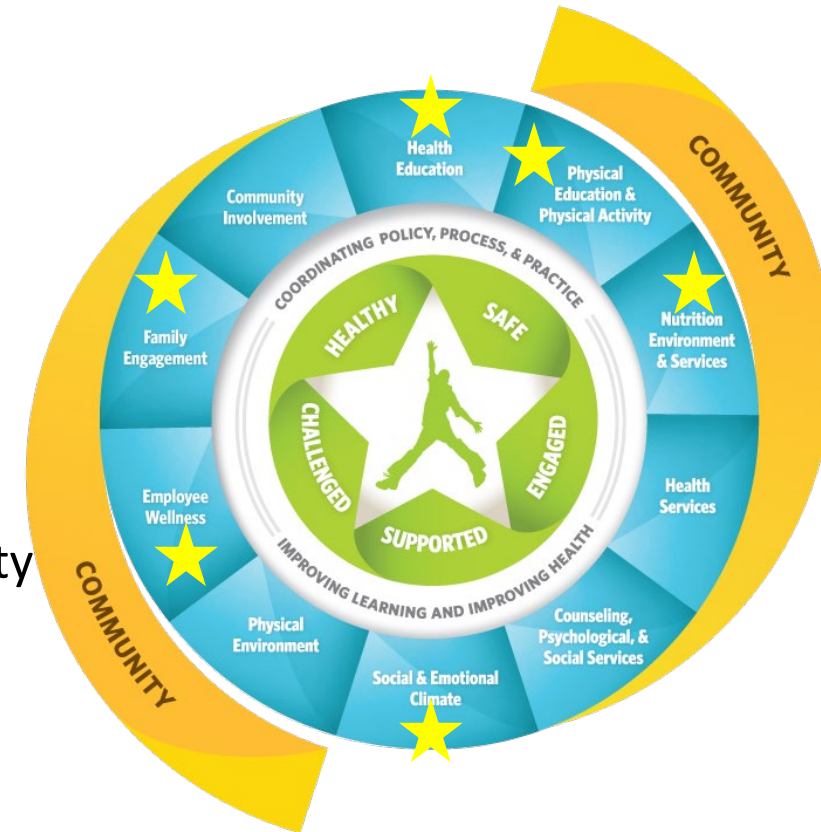 COMMUNITY
Health
Education
Physical
Education &
Physical Activity
Community
Involvement
COORDINATING POLICY, PROCESS, & PRACTICE
HEALTHY
SAFE
Nutrition
Environment
& Services
Family
Engagement
CHALLENGED
ENGAGED
Employee
Wellness
Health
Services
SUPPORTED
ty
IMPROVING LEARNING AND IMPROVING HEALTH
COMMUNITY
Physical
Environment
Counseling,
Psychological, &
Social Services
Social & Emotional
Climate